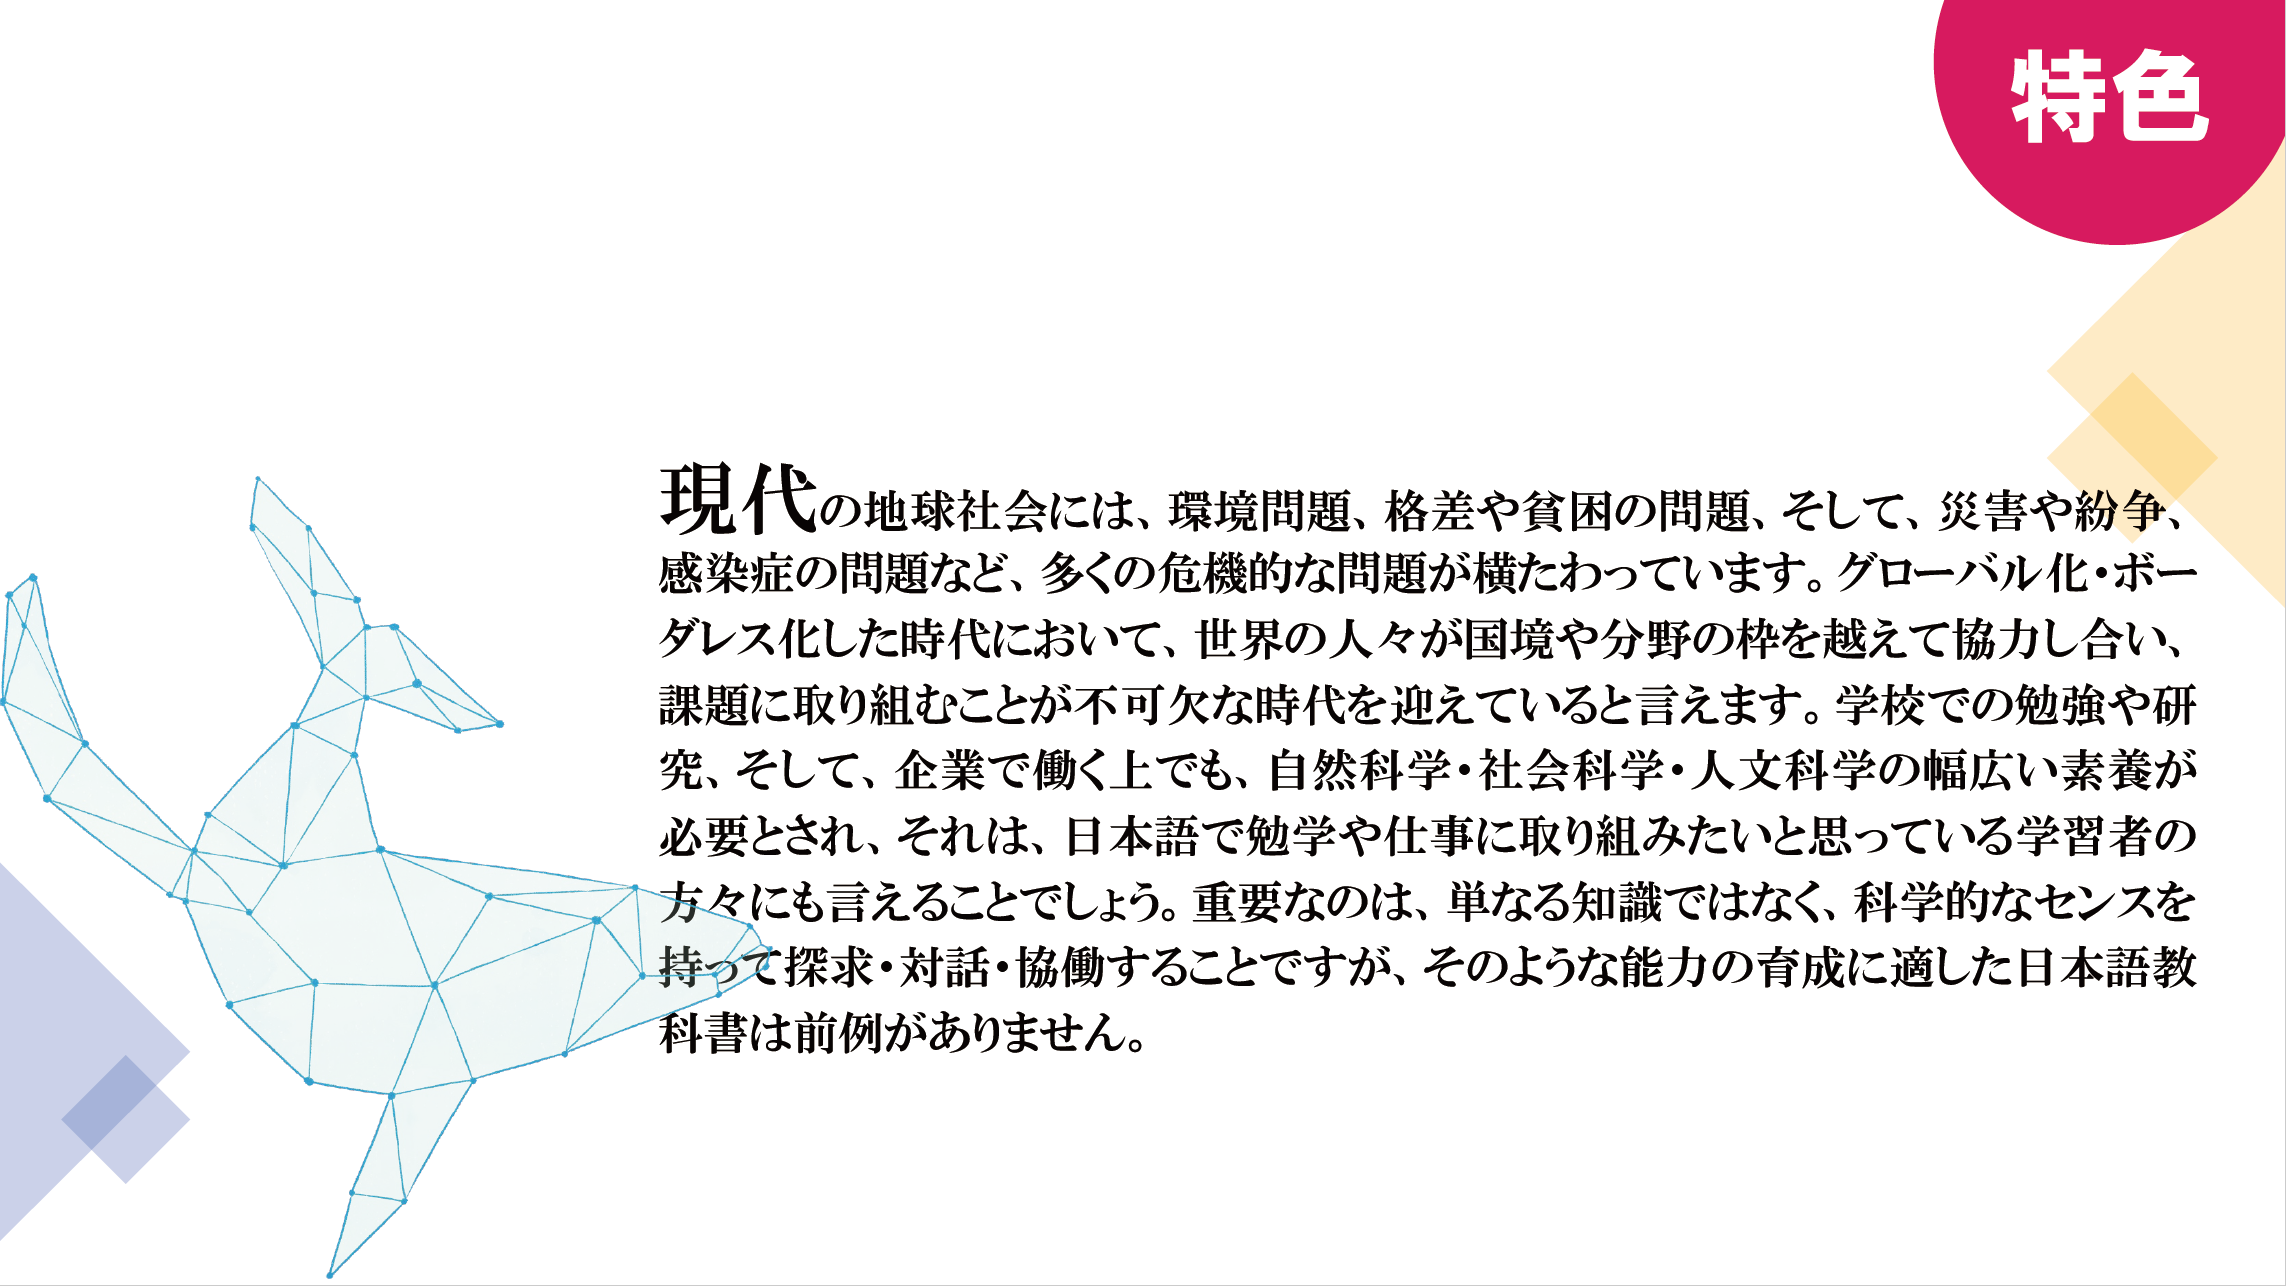 特色
現代の地球社会には、環境問題、格差や貧困の問題、そして、災害や紛争、
感染症の問題など、多くの危機的な問題が横たわっています。グローバル化・ボー
ダレス化した時代において、世界の人々が国境や分野の枠を越えて協力し合い、
課題に取り組むことが不可欠な時代を迎えていると言えます。学校での勉強や研
究、そして、企業で働く上でも、自然科学・社会科学・人文科学の幅広い素養が
必要とされ、それは、日本語で勉学や仕事に取り組みたいと思っている学習者の
方々にも言えることでしょう。重要なのは、単なる知識ではなく、科学的なセンスを
持って探求・対話・協働することですが、そのような能力の育成に適した日本語教
科書は前例がありません。